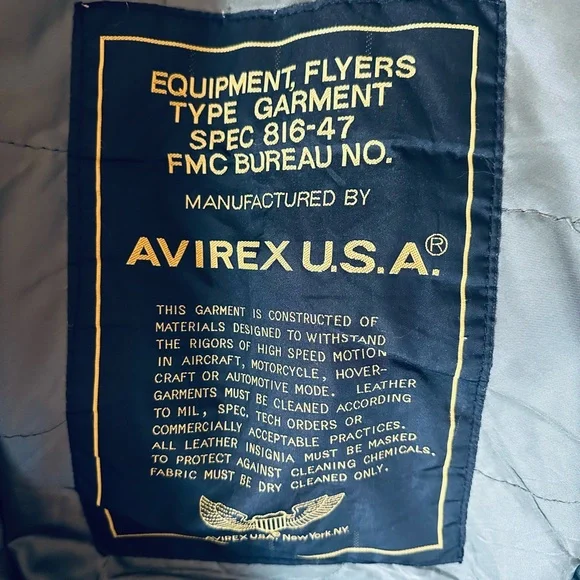 EQUIPMENT, FLYERS
TYPE GARMENT
SPEC 816-47
FMC BUREAU NO.
MANUFACTURED BY
AVIREX U.S.A.®
THIS GARMENT IS CONSTRUCTED OF
MATERIALS DESIGNED TO WITHSTAND
THE RIGORS OF HIGH SPEED MOTION
IN AIRCRAFT, MOTORCYCLE, HOVER-
CRAFT OR AUTOMOTIVE MODE. LEATHER
GARMENTS MUST BE CLEANED ACCORDING
TO MIL, SPEC. TECH ORDERS OR
COMMERCIALLY ACCEPTABLE PRACTICES.
ALL LEATHER INSIGNIA MUST BE MASKED
TO PROTECT AGAINST CLEANING CHEMICALS.
FABRIC MUST BE DRY CLEANED ONLY.
AVIREX USA, New York. NY